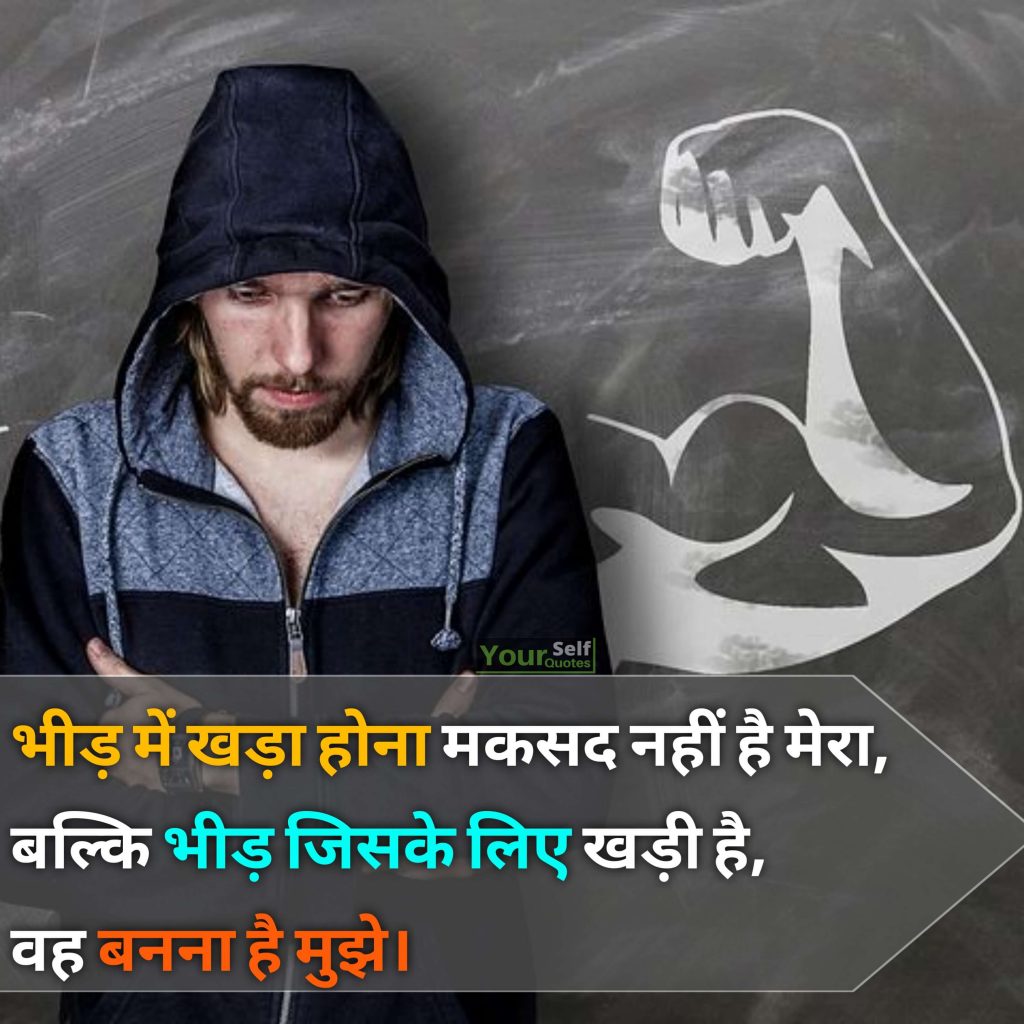 Your Self
Quotes
भीड़ में खड़ा होना मकसद नहीं है मेरा,
बल्कि भीड़ जिसके लिए खड़ी है,
वह बनना है मुझे।